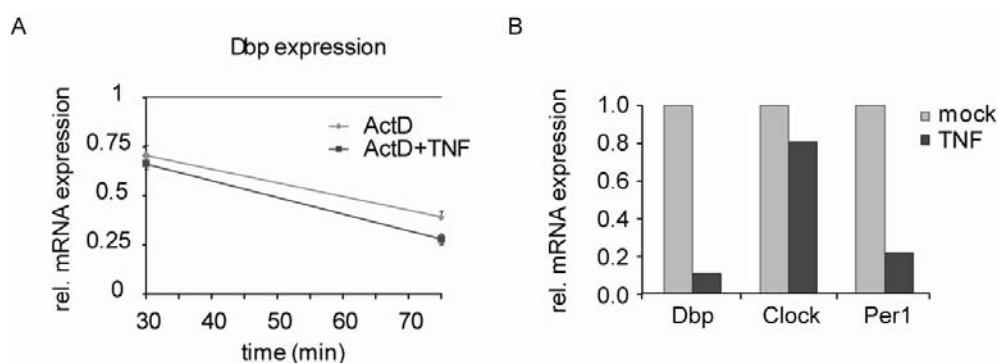 A
Dbp expression
rel. mRNA expression
1
0.75
0.5
0.25
0
ActD
ActD+TNF
30 40 50 60 70
time (min)
B
rel. mRNA expression
1.0
0.8
0.6
0.4
0.2
0.0
mock
TNF
Dbp Clock Per1